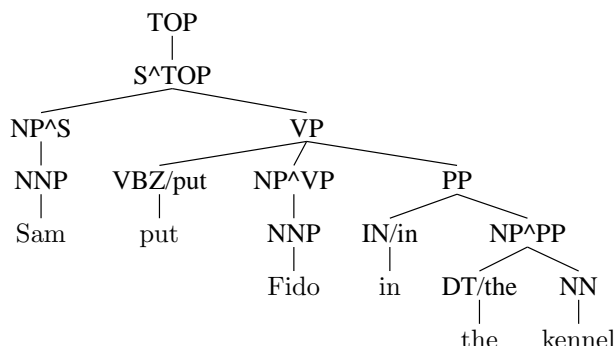 TOP
S^TOP
NP^S VP
NNP VBZ/put NP^VP PP
Sam put NNP IN/in NP^PP
Fido in DT/the NN
the kennel